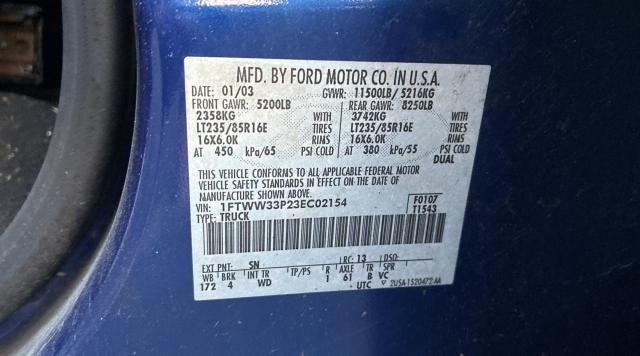 MFD. BY FORD MOTOR CO. IN U.S.A.
DATE: 01/03 GVWR: 11500LB/ 5216KG
FRONT GAWR: 5200LB REAR GAWR: 8250LB
2358KG WITH 3742KG WITH
LT235/85R16E TIRES LT235/85R16E TIRES
16X6.0K RIMS 16X6.0K RIMS
AT 450 kPa/65 PSI COLD AT 380 kPa/55 PSI COLD
DUAL
THIS VEHICLE CONFORMS TO ALL APPLICABLE FEDERAL MOTOR
VEHICLE SAFETY STANDARDS IN EFFECT ON THE DATE OF
MANUFACTURE SHOWN ABOVE.
VIN: 1FTWW33P23EC02154 F0107
TYPE: TRUCK T1543
EXT PNT: SN RC: 13 DSO:
WB BRK INT TR TP/PS R AXLE TR SPR
172 4 WD 1 61 B VC
UTC ▽ 2U5A 1520472 AA